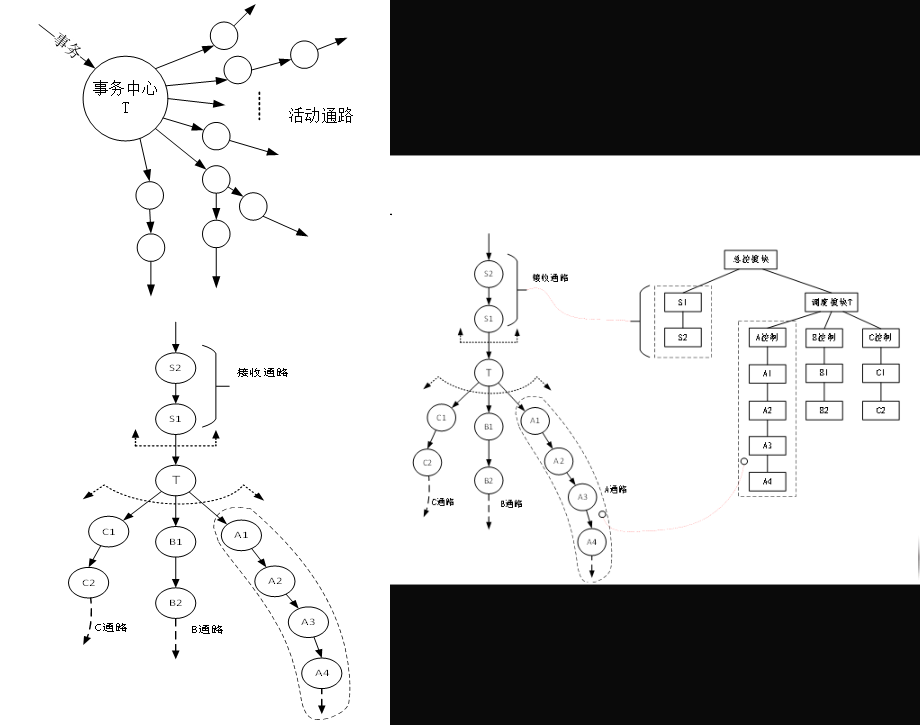 事务
事务中心
T
活动通路
S2
接收通路
S1
T
C1
B1
A1
C2
B2
A2
A3
A4
C通路
B通路
S2
接收通路
S1
T
C1
B1
A1
C2
B2
A2
A3
A4
C通路
B通路
A通路
总控模块
S1
S2
调度模块T
A控制
B控制
C控制
A1
B1
C1
A2
B2
C2
A3
A4